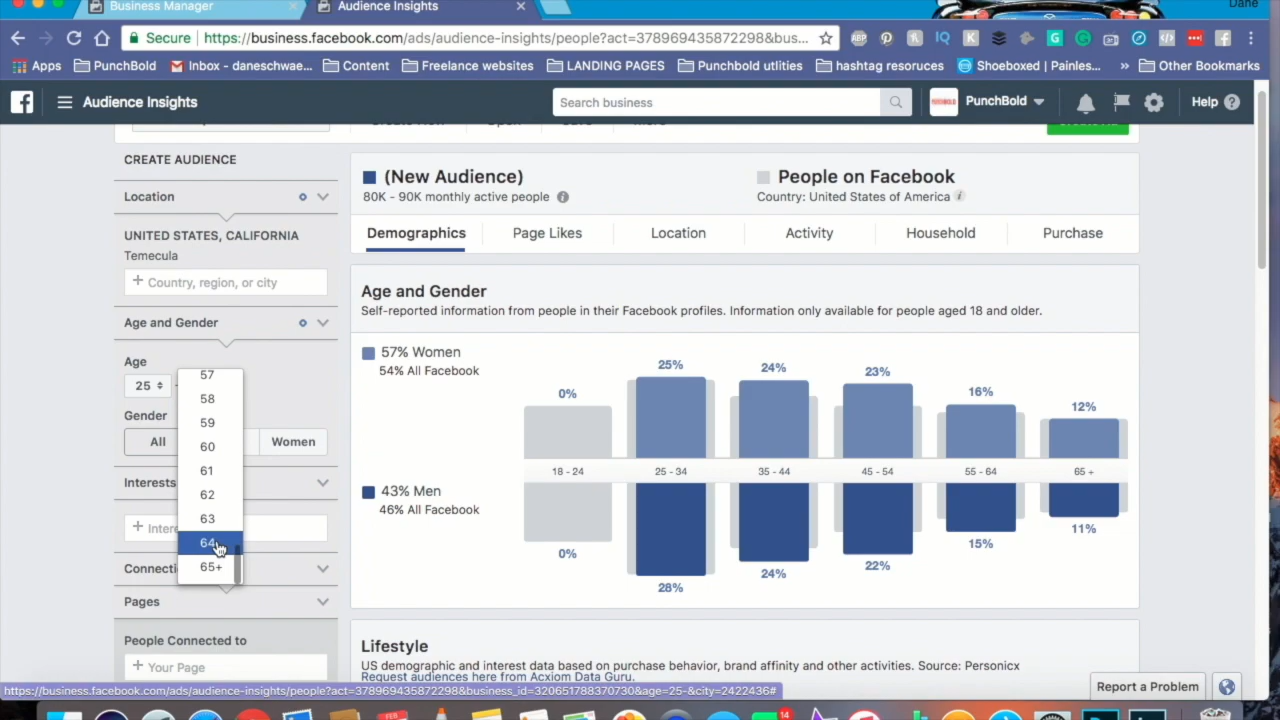 Business Manager
Audience Insights
Dane
Secure
https://business.facebook.com/ads/audience-insights/people?act=378969435872298&bus...
Apps
PunchBold
Inbox - daneschwae...
Content
Freelance websites
LANDING PAGES
Punchbold utlities
hashtag resoruces
Shoeboxed | Painles...
»
Other Bookmarks
Audience Insights
Search business
PunchBold
Help
CREATE AUDIENCE
Location
UNITED STATES, CALIFORNIA
Temecula
+ Country, region, or city
Age and Gender
Age
25
57
58
59
60
61
62
63
64
65+
Gender
All
Women
Interests
+ Inter
Connecti
Pages
People Connected to
+ Your Page
(New Audience)
80K - 90K monthly active people
People on Facebook
Country: United States of America
Demographics
Page Likes
Location
Activity
Household
Purchase
Age and Gender
Self-reported information from people in their Facebook profiles. Information only available for people aged 18 and older.
57% Women
54% All Facebook
0%
25%
24%
23%
16%
12%
18 - 24
25 - 34
35 - 44
45 - 54
55 - 64
65 +
43% Men
46% All Facebook
0%
28%
24%
22%
15%
11%
Lifestyle
US demographic and interest data based on purchase behavior, brand affinity and other activities. Source: Personicx
Request audiences here from Acxiom Data Guru.
Report a Problem
https://business.facebook.com/ads/audience-insights/people?act=378969435872298&business_id=320651788370730&age=25-&city=2422436#
FEB
14